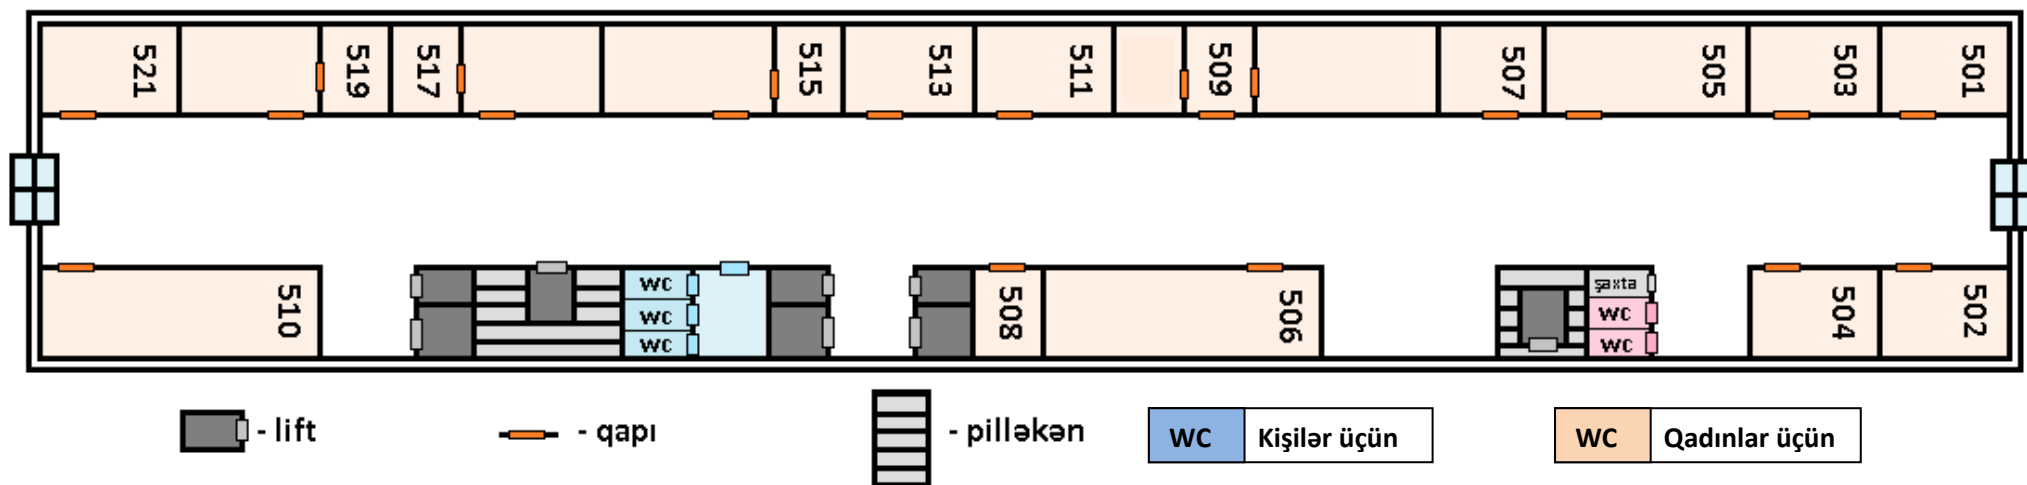 521
519
517
515
513
511
509
507
505
503
501
510
WC
WC
WC
508
506
şaxta
WC
WC
504
502
- lift
- qapı
- pilləkən
WC Kişilər üçün
WC Qadınlar üçün